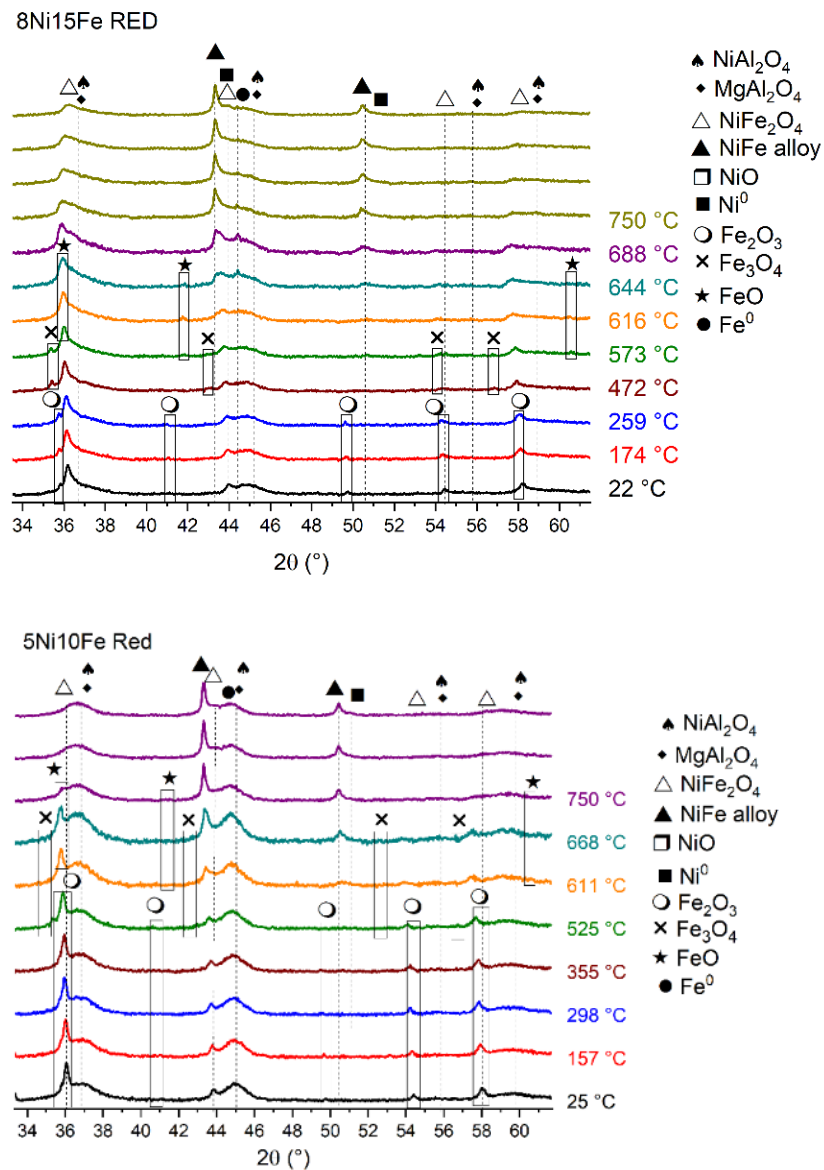 8Ni15Fe RED
♠ NiAl₂O₄
◆ MgAl₂O₄
△ NiFe₂O₄
▲ NiFe alloy
NiO
■ Ni⁰
Fe₂O₃
✕ Fe₃O₄
★ FeO
● Fe⁰
750 °C
688 °C
644 °C
616 °C
573 °C
472 °C
259 °C
174 °C
22 °C
34 36 38 40 42 44 46 48 50 52 54 56 58 60
2θ (°)
5Ni10Fe Red
♠ NiAl₂O₄
◆ MgAl₂O₄
△ NiFe₂O₄
▲ NiFe alloy
NiO
■ Ni⁰
Fe₂O₃
✕ Fe₃O₄
★ FeO
● Fe⁰
750 °C
668 °C
611 °C
525 °C
355 °C
298 °C
157 °C
25 °C
34 36 38 40 42 44 46 48 50 52 54 56 58 60
2θ (°)